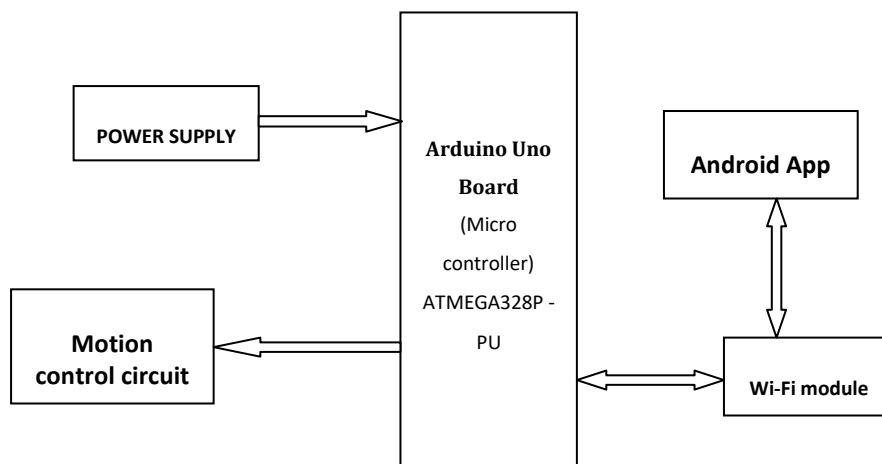 POWER SUPPLY
Arduino Uno
Board
(Micro
controller)
ATMEGA328P -
PU
Android App
Motion
control circuit
Wi-Fi module